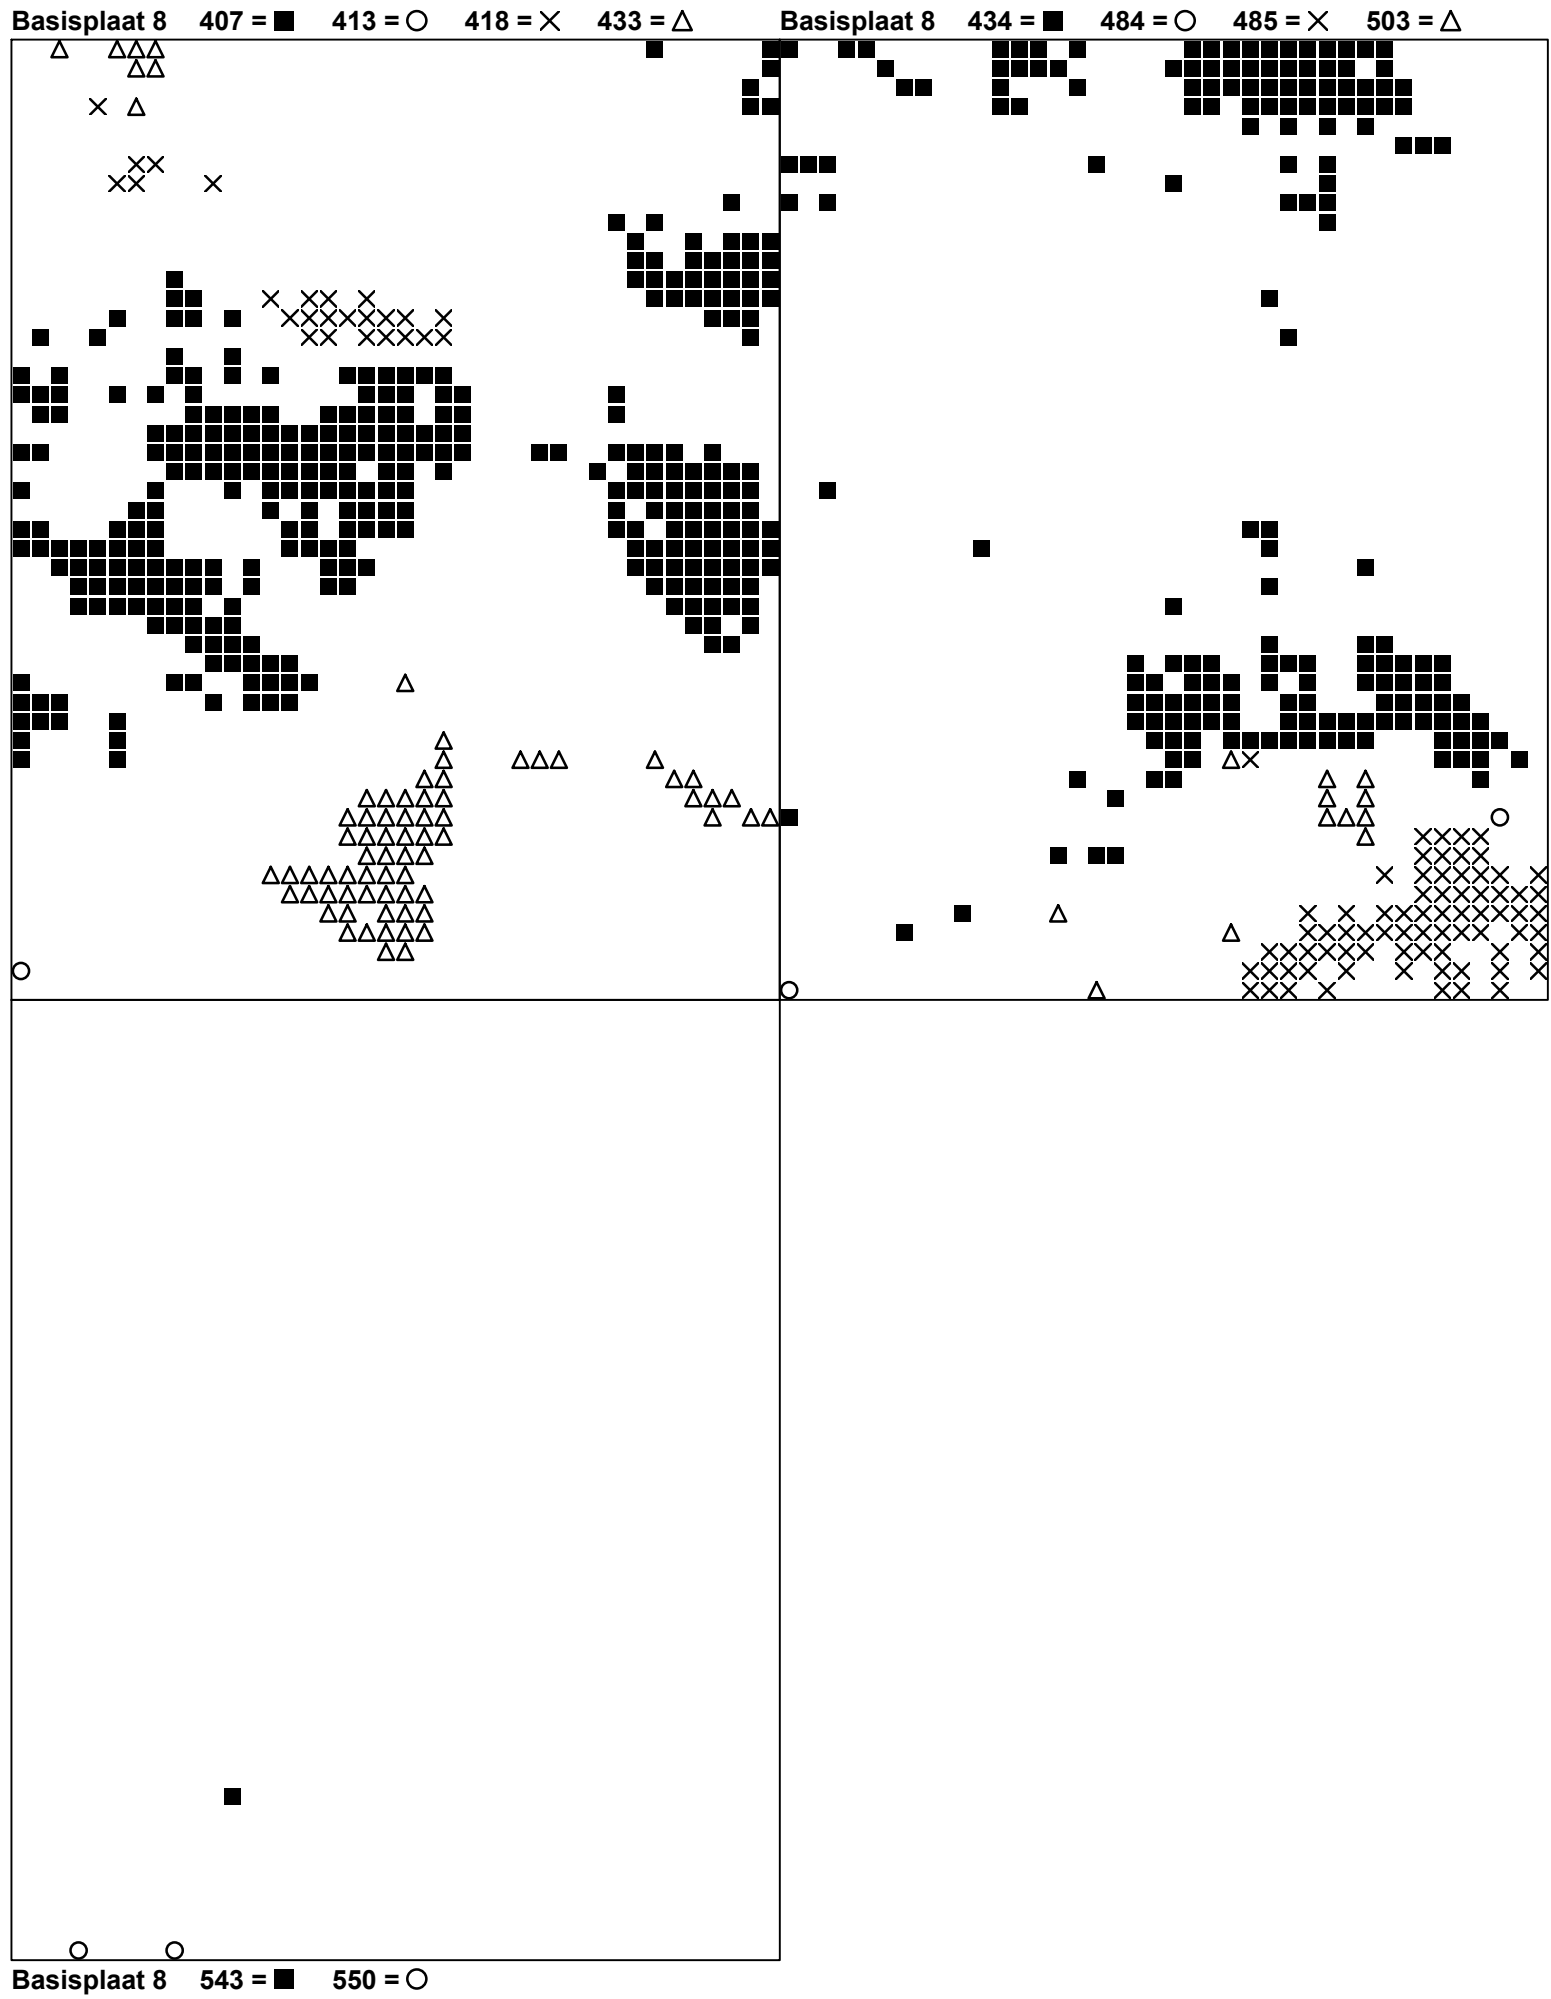 Basisplaat 8 407 = ■ 413 = ○ 418 = × 433 = △
Basisplaat 8 434 = ■ 484 = ○ 485 = × 503 = △
Basisplaat 8 543 = ■ 550 = ○